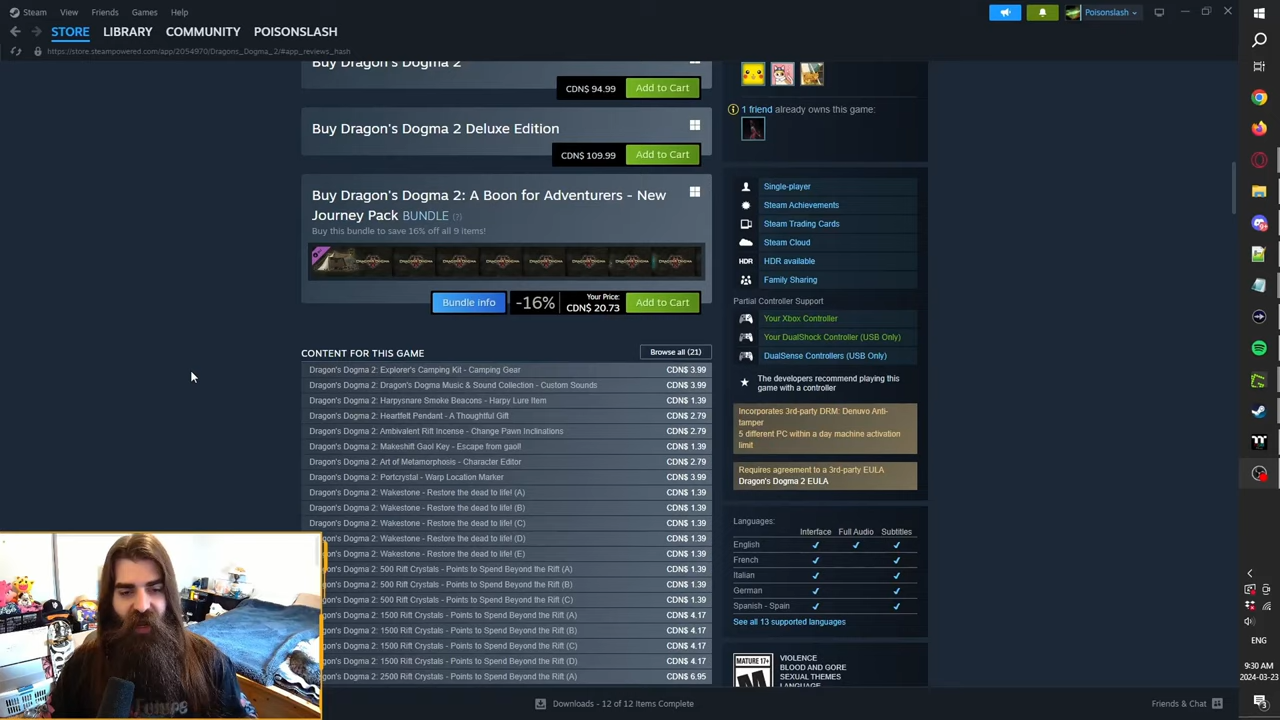 Steam View Friends Games Help
Poisonslash
STORE LIBRARY COMMUNITY POISONSLASH
https://store.steampowered.com/app/2054970/Dragons_Dogma_2/#app_reviews_hash
Buy Dragon's Dogma 2
CDN$ 94.99 Add to Cart
Buy Dragon's Dogma 2 Deluxe Edition
CDN$ 109.99 Add to Cart
Buy Dragon's Dogma 2: A Boon for Adventurers - New
Journey Pack BUNDLE (?)
Buy this bundle to save 16% off all 9 items!
Bundle info -16% Your Price:
CDN$ 20.73 Add to Cart
CONTENT FOR THIS GAME Browse all (21)
Dragon's Dogma 2: Explorer's Camping Kit - Camping Gear CDN$ 3.99
Dragon's Dogma 2: Dragon's Dogma Music & Sound Collection - Custom Sounds CDN$ 3.99
Dragon's Dogma 2: Harpysnare Smoke Beacons - Harpy Lure Item CDN$ 1.39
Dragon's Dogma 2: Heartfelt Pendant - A Thoughtful Gift CDN$ 2.79
Dragon's Dogma 2: Ambivalent Rift Incense - Change Pawn Inclinations CDN$ 2.79
Dragon's Dogma 2: Makeshift Gaol Key - Escape from gaol! CDN$ 1.39
Dragon's Dogma 2: Art of Metamorphosis - Character Editor CDN$ 2.79
Dragon's Dogma 2: Portcrystal - Warp Location Marker CDN$ 3.99
Dragon's Dogma 2: Wakestone - Restore the dead to life! (A) CDN$ 1.39
Dragon's Dogma 2: Wakestone - Restore the dead to life! (B) CDN$ 1.39
Dragon's Dogma 2: Wakestone - Restore the dead to life! (C) CDN$ 1.39
Dragon's Dogma 2: Wakestone - Restore the dead to life! (D) CDN$ 1.39
Dragon's Dogma 2: Wakestone - Restore the dead to life! (E) CDN$ 1.39
Dragon's Dogma 2: 500 Rift Crystals - Points to Spend Beyond the Rift (A) CDN$ 1.39
Dragon's Dogma 2: 500 Rift Crystals - Points to Spend Beyond the Rift (B) CDN$ 1.39
Dragon's Dogma 2: 500 Rift Crystals - Points to Spend Beyond the Rift (C) CDN$ 1.39
Dragon's Dogma 2: 1500 Rift Crystals - Points to Spend Beyond the Rift (A) CDN$ 4.17
Dragon's Dogma 2: 1500 Rift Crystals - Points to Spend Beyond the Rift (B) CDN$ 4.17
Dragon's Dogma 2: 1500 Rift Crystals - Points to Spend Beyond the Rift (C) CDN$ 4.17
Dragon's Dogma 2: 1500 Rift Crystals - Points to Spend Beyond the Rift (D) CDN$ 4.17
Dragon's Dogma 2: 2500 Rift Crystals - Points to Spend Beyond the Rift (A) CDN$ 6.95
1 friend already owns this game:
Single-player
Steam Achievements
Steam Trading Cards
Steam Cloud
HDR HDR available
Family Sharing
Partial Controller Support
Your Xbox Controller
Your DualShock Controller (USB Only)
DualSense Controllers (USB Only)
The developers recommend playing this
game with a controller
Incorporates 3rd-party DRM: Denuvo Anti-
tamper
5 different PC within a day machine activation
limit
Requires agreement to a 3rd-party EULA
Dragon's Dogma 2 EULA
Languages:
Interface Full Audio Subtitles
English ✔ ✔ ✔
French ✔ ✔
Italian ✔ ✔
German ✔ ✔
Spanish - Spain ✔ ✔
See all 13 supported languages
MATURE 17+
VIOLENCE
BLOOD AND GORE
SEXUAL THEMES
LANGUAGE
Downloads - 12 of 12 Items Complete
Friends & Chat
ENG
9:30 AM
2024-03-23